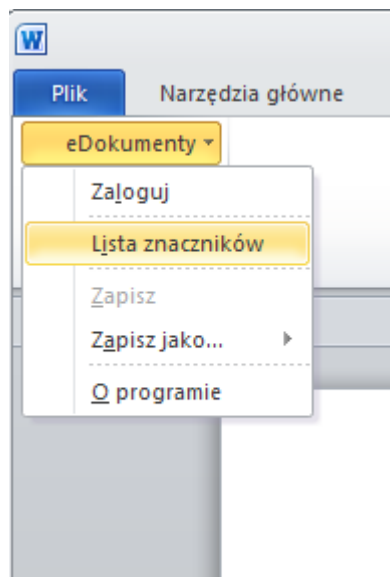 W
Plik Narzędzia główne
eDokumenty
Zaloguj
Lista znaczników
Zapisz
Zapisz jako...
O programie